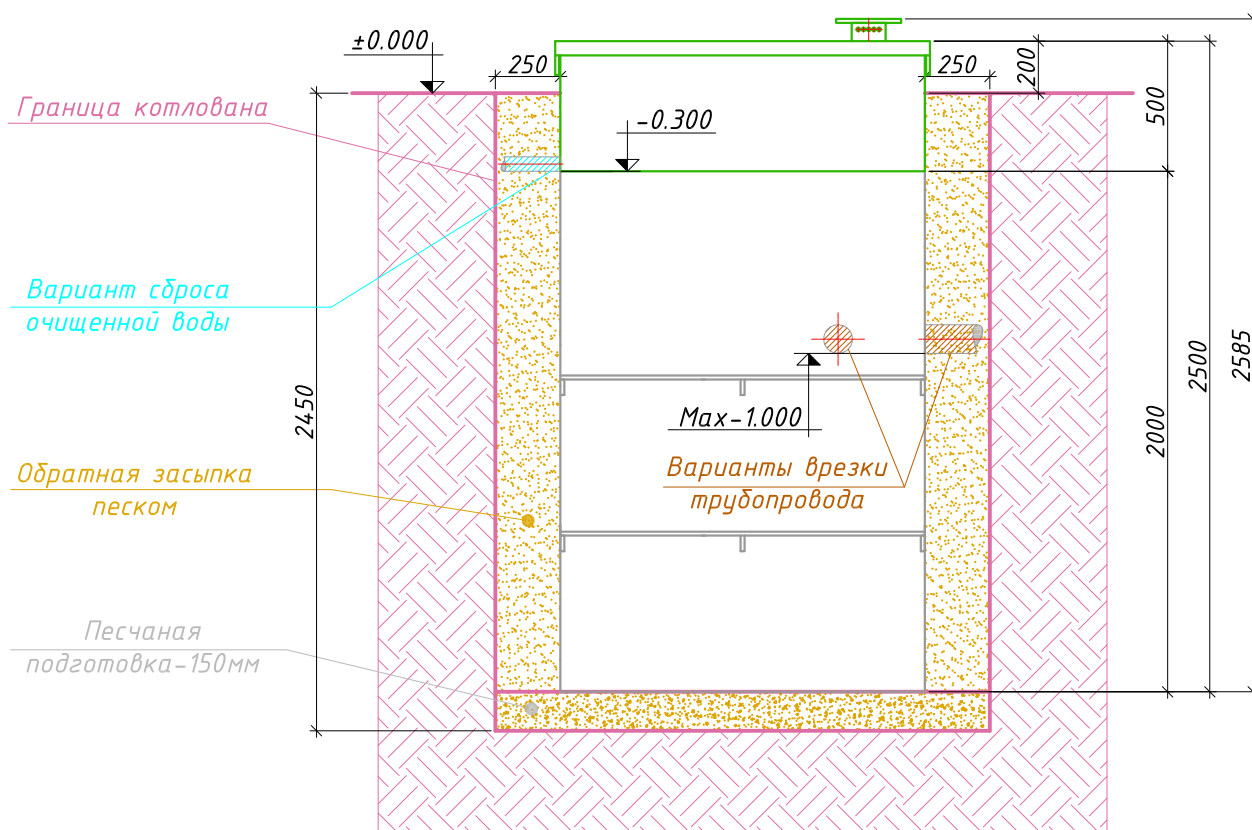 ±0.000
250
250
200
500
2585
Граница котлована
-0.300
Вариант сброса
очищенной воды
2450
2500
2000
Max-1.000
Варианты врезки
трубопровода
Обратная засыпка
песком
Песчаная
подготовка-150мм